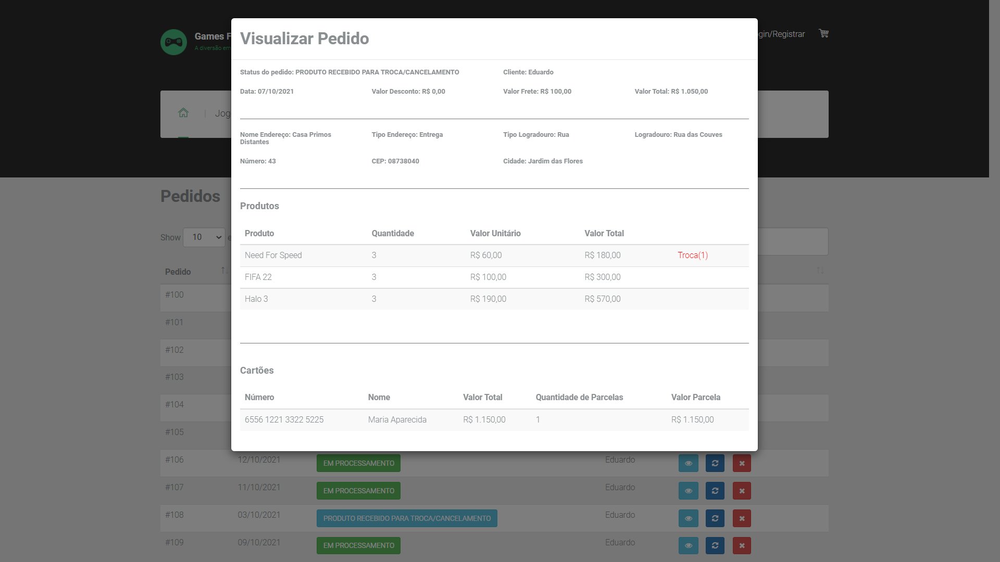 Games F
A diversão em
gin/Registrar
Jog
Visualizar Pedido
Status do pedido: PRODUTO RECEBIDO PARA TROCA/CANCELAMENTO Cliente: Eduardo
Data: 07/10/2021 Valor Desconto: R$ 0,00 Valor Frete: R$ 100,00 Valor Total: R$ 1.050,00
Nome Endereço: Casa Primos Distantes Tipo Endereço: Entrega Tipo Logradouro: Rua Logradouro: Rua das Couves
Número: 43 CEP: 08738040 Cidade: Jardim das Flores
Produtos
Produto Quantidade Valor Unitário Valor Total
Need For Speed 3 R$ 60,00 R$ 180,00 Troca(1)
FIFA 22 3 R$ 100,00 R$ 300,00
Halo 3 3 R$ 190,00 R$ 570,00
Cartões
Número Nome Valor Total Quantidade de Parcelas Valor Parcela
6556 1221 3322 5225 Maria Aparecida R$ 1.150,00 1 R$ 1.150,00
Pedidos
Show 10 e
Pedido
#100
#101
#102
#103
#104
#105
#106 12/10/2021 EM PROCESSAMENTO Eduardo
#107 11/10/2021 EM PROCESSAMENTO Eduardo
#108 03/10/2021 PRODUTO RECEBIDO PARA TROCA/CANCELAMENTO Eduardo
#109 09/10/2021 EM PROCESSAMENTO Eduardo